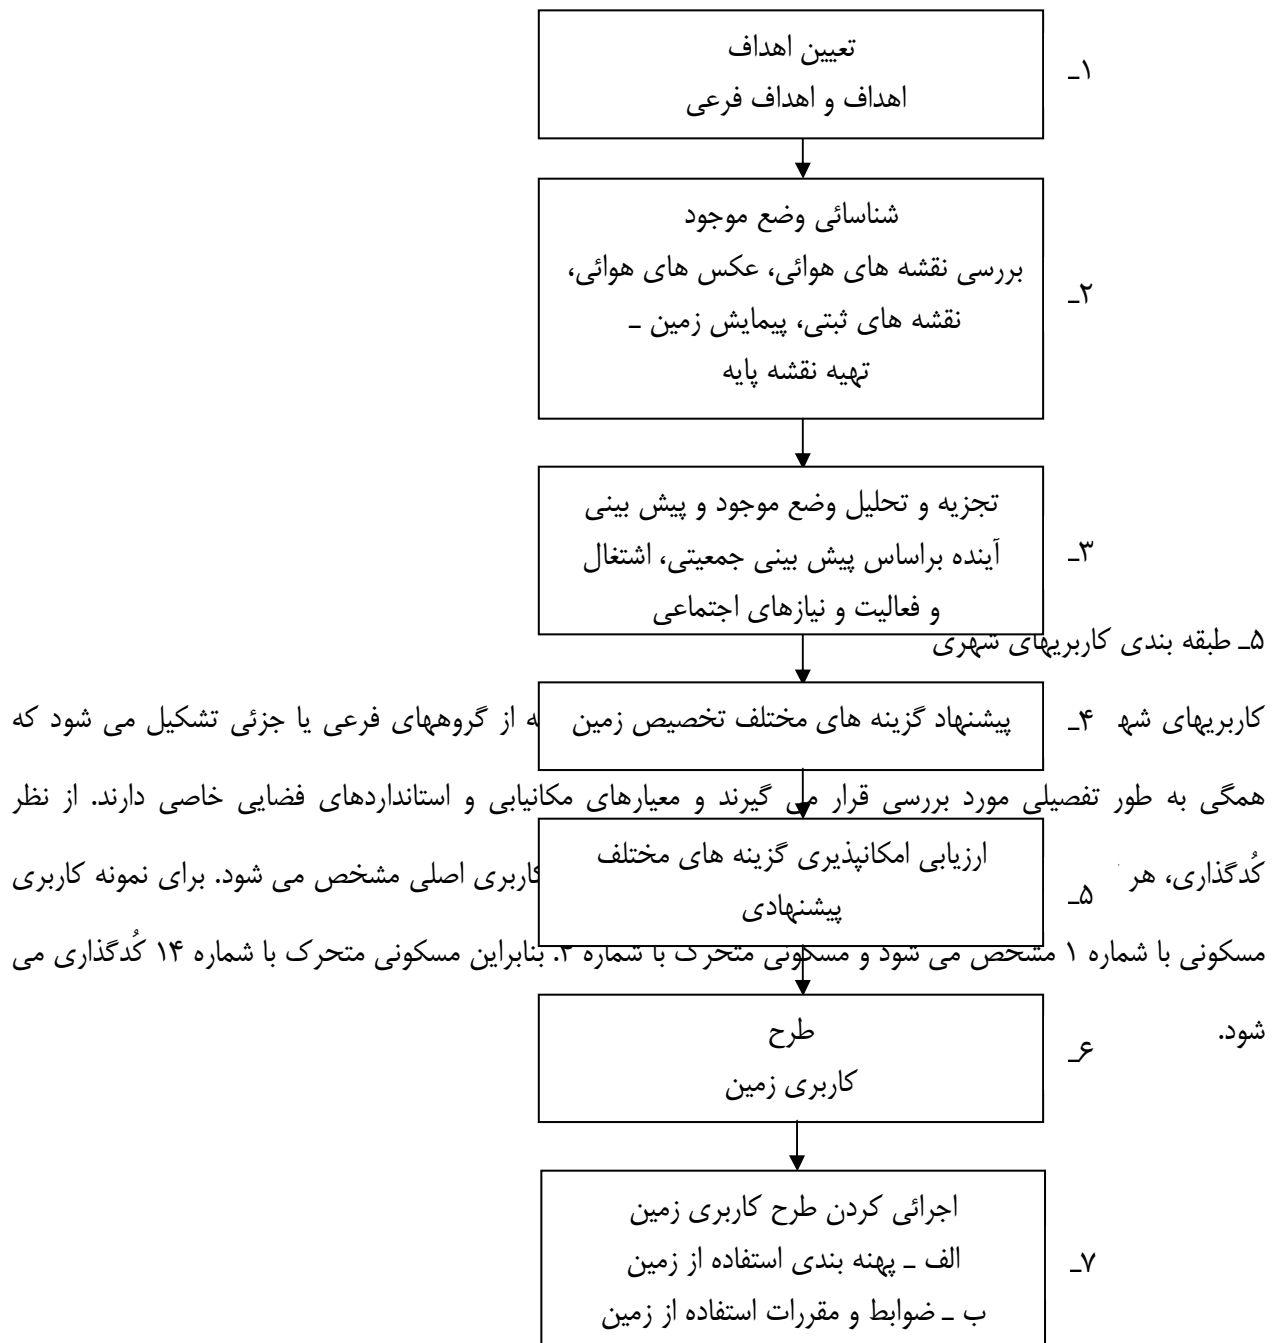 تعیین اهداف
اهداف و اهداف فرعی
۱ـ
شناسائی وضع موجود
بررسی نقشه های هوائی، عکس های هوائی،
نقشه های ثبتی، پیمایش زمین ـ
تهیه نقشه پایه
۲ـ
تجزیه و تحلیل وضع موجود و پیش بینی
آینده براساس پیش بینی جمعیتی، اشتغال
و فعالیت و نیازهای اجتماعی
۳ـ
۵ـ طبقه بندی کاربریهای شهری
پیشنهاد گزینه های مختلف تخصیص زمین
۴ـ
کاربریهای از گروههای فرعی یا جزئی تشکیل می شود که
همگی به طور تفصیلی مورد بررسی قرار می گیرند و معیارهای مکانیابی و استانداردهای فضایی خاصی دارند. از نظر
ارزیابی امکانپذیری گزینه های مختلف
پیشنهادی
۵ـ
کُدگذاری، هر کاربری اصلی مشخص می شود. برای نمونه کاربری
مسکونی با شماره ۱ مشخص می شود و مسکونی متحرک با شماره بنابراین مسکونی متحرک با شماره ۱۴ کُدگذاری می
شود.
طرح
کاربری زمین
۶ـ
اجرائی کردن طرح کاربری زمین
الف ـ پهنه بندی استفاده از زمین
ب ـ ضوابط و مقررات استفاده از زمین
۷ـ